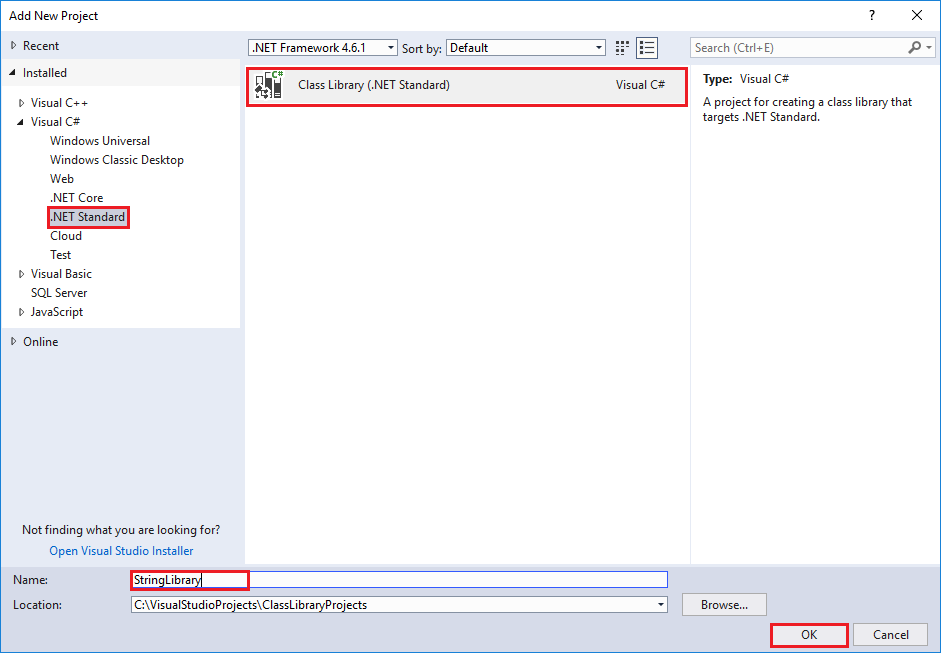 Add New Project
?
Recent
.NET Framework 4.6.1 Sort by: Default
Search (Ctrl+E)
Installed
Visual C++
Visual C#
Windows Universal
Windows Classic Desktop
Web
.NET Core
.NET Standard
Cloud
Test
Visual Basic
SQL Server
JavaScript
Online
Not finding what you are looking for?
Open Visual Studio Installer
C#
Class Library (.NET Standard) Visual C#
Type: Visual C#
A project for creating a class library that
targets .NET Standard.
Name: StringLibrary
Location: C:\VisualStudioProjects\ClassLibraryProjects Browse...
OK Cancel